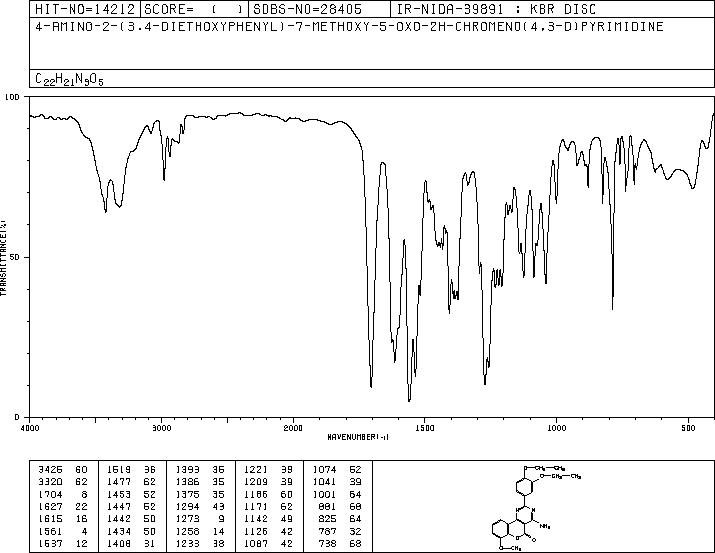 HIT-NO=14212 SCORE= ( ) SDBS-NO=28405 IR-NIDA-39891 : KBR DISC
4-AMINO-2-(3,4-DIETHOXYPHENYL)-7-METHOXY-5-OXO-2H-CHROMENO(4,3-D)PYRIMIDINE
C22H21N3O5
100
50
0
TRANSMITTANCE(%)
4000 3000 2000 1500 1000 500
WAVENUMBER(-1)
3425 60 1519 36 1393 35 1221 39 1074 52
3320 62 1477 62 1386 35 1209 39 1041 39
1704 8 1453 52 1375 35 1186 60 1001 64
1627 22 1447 52 1294 43 1171 62 881 68
1615 16 1442 50 1273 9 1142 49 825 64
1561 4 1434 50 1258 14 1126 42 787 32
1537 12 1408 31 1233 38 1087 42 738 68